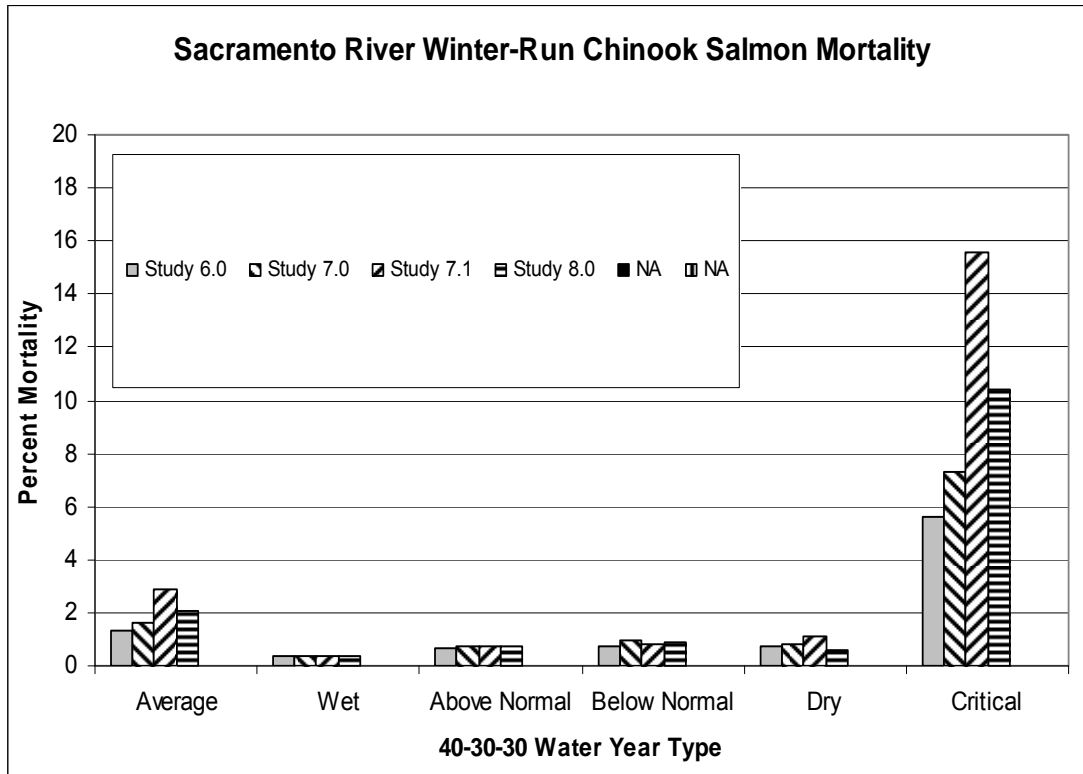 Sacramento River Winter-Run Chinook Salmon Mortality
20
18
16
14
12
10
8
6
4
2
0
Percent Mortality
Study 6.0 Study 7.0 Study 7.1 Study 8.0 NA NA
Average Wet Above Normal Below Normal Dry Critical
40-30-30 Water Year Type